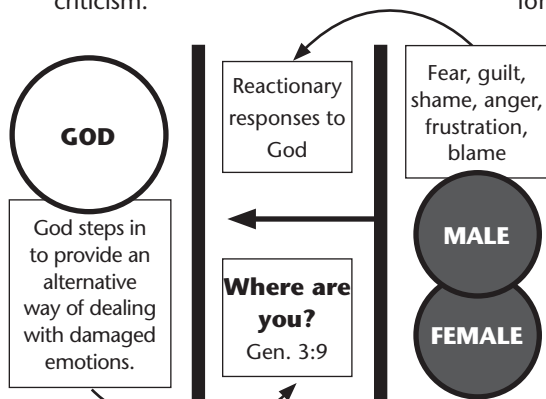 criticism.
for
GOD
God steps in
to provide an
alternative
way of dealing
with damaged
emotions.
Reactionary
responses to
God
Where are
you?
Gen. 3:9
Fear, guilt,
shame, anger,
frustration,
blame
MALE
FEMALE